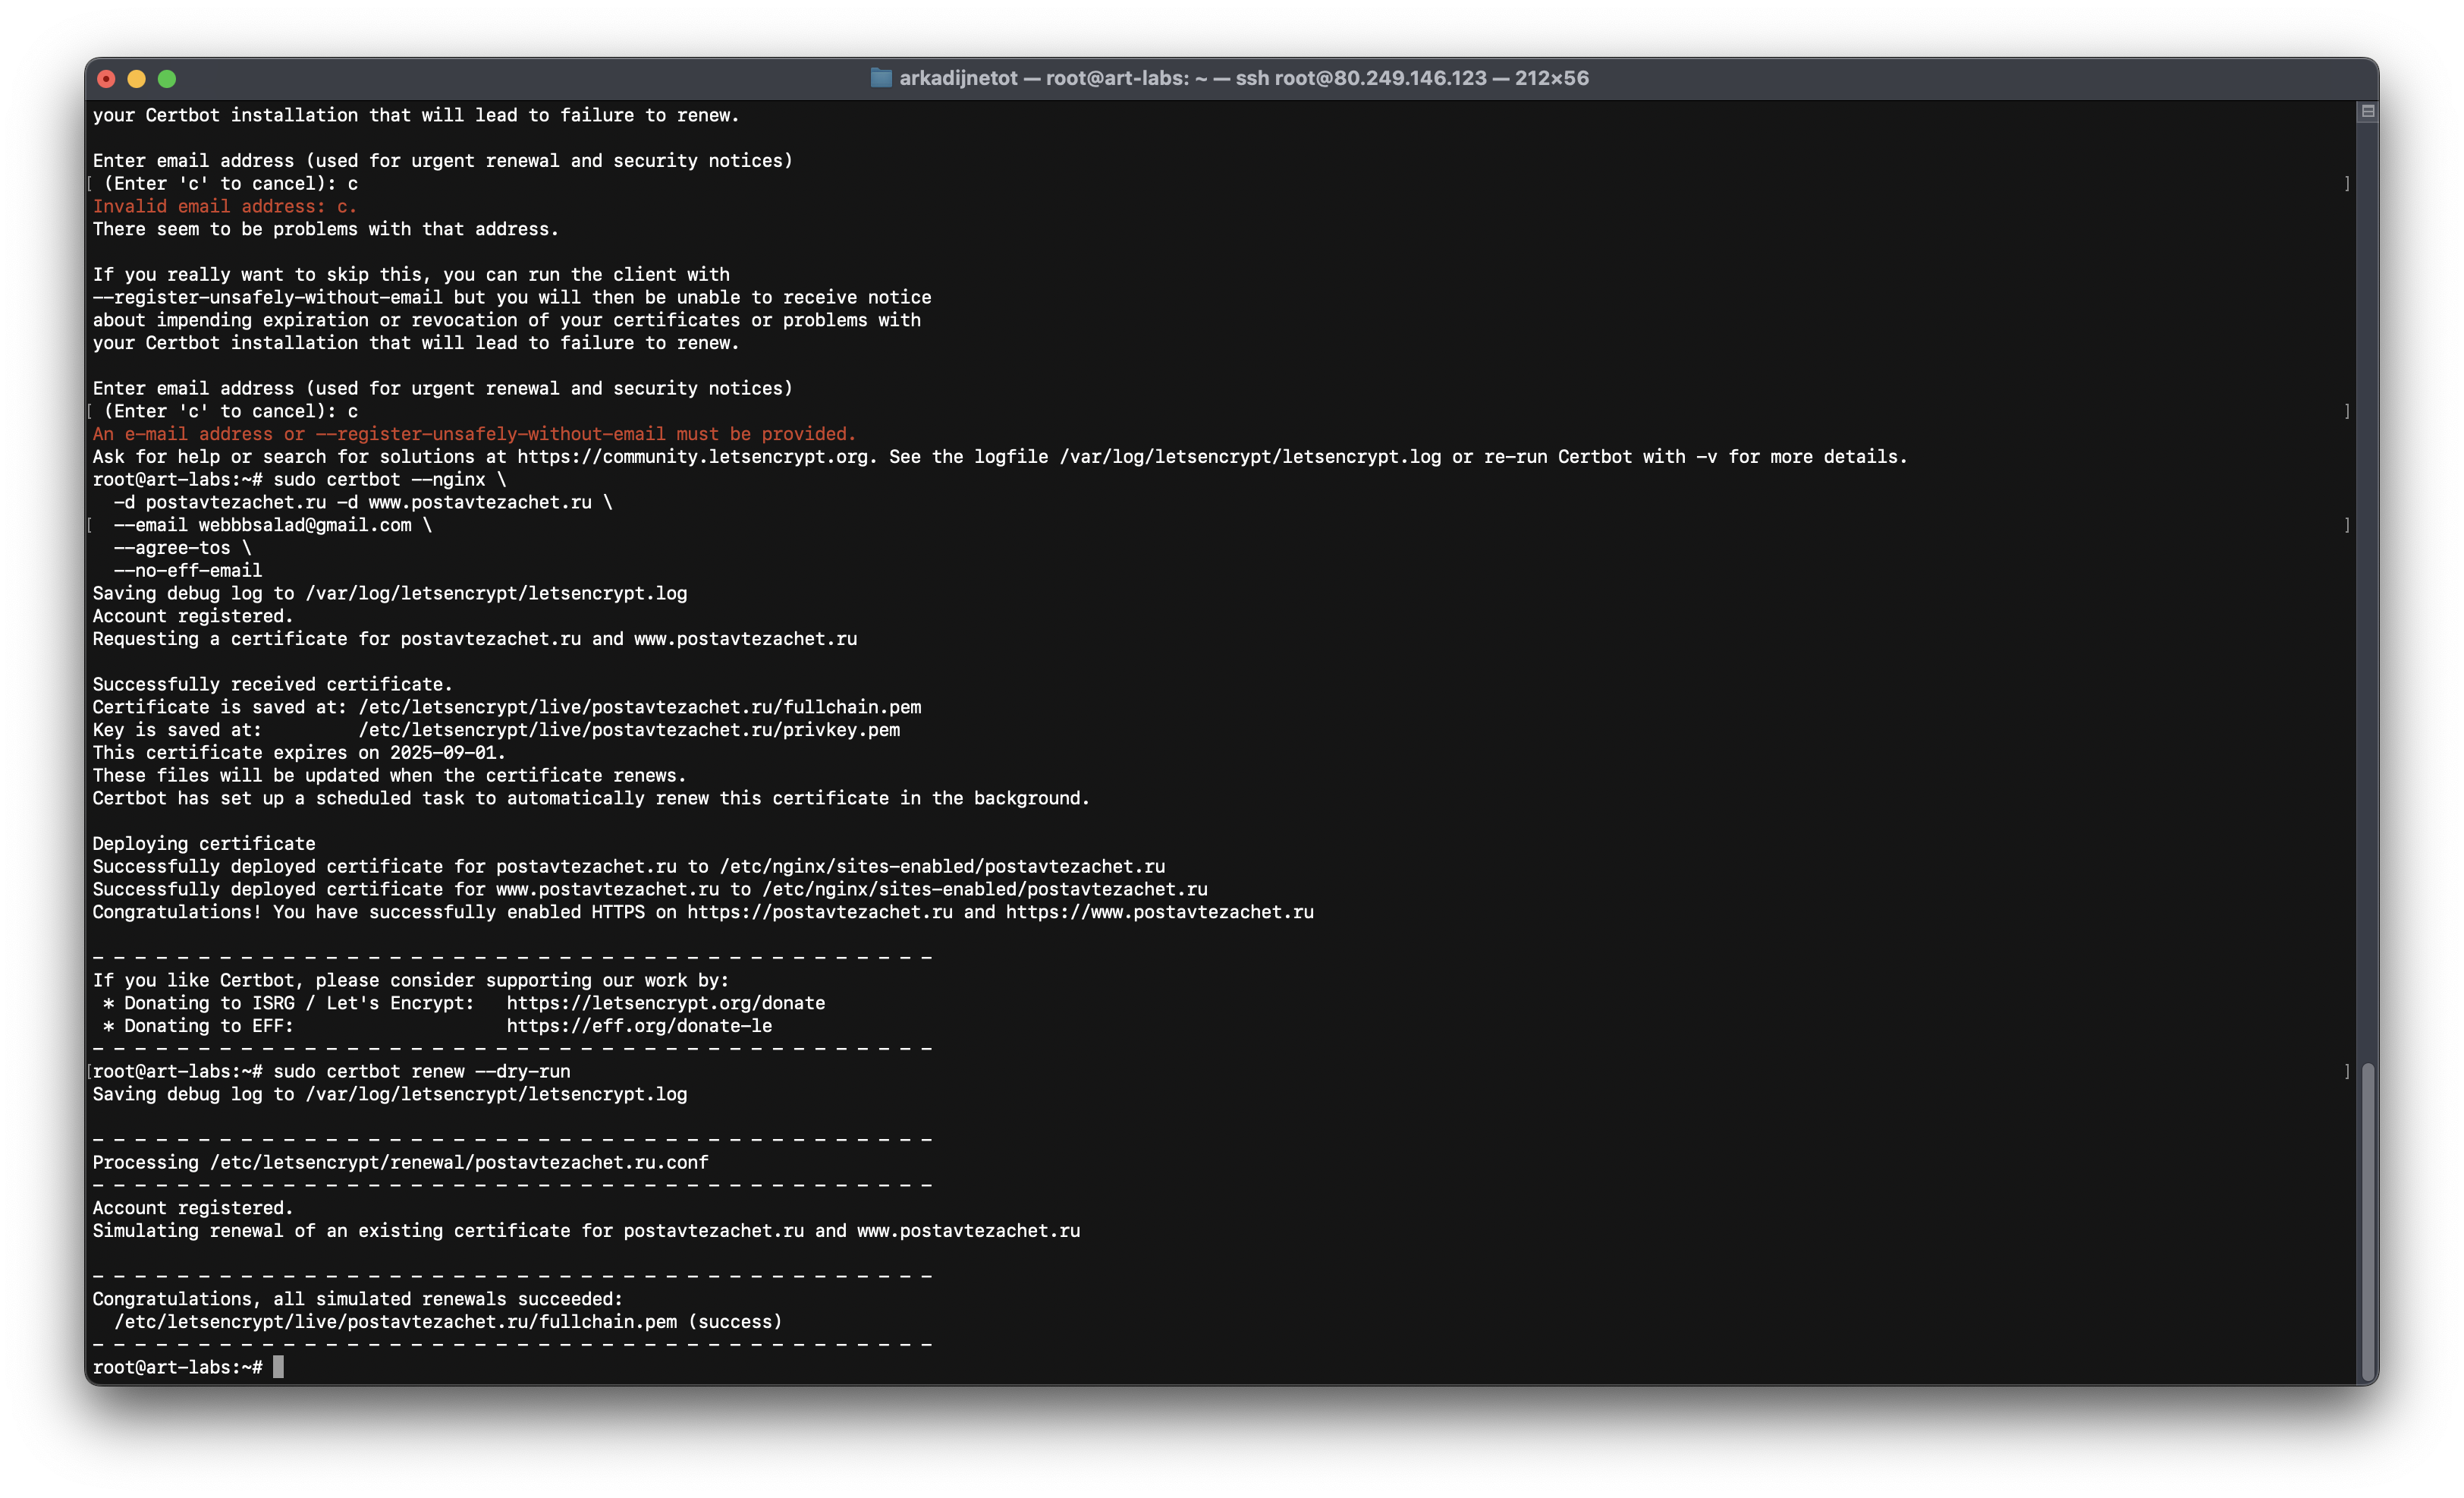 arkadijnetot — root@art-labs: ~ — ssh root@80.249.146.123 — 212×56
your Certbot installation that will lead to failure to renew.
Enter email address (used for urgent renewal and security notices)
[ (Enter 'c' to cancel): c ]
Invalid email address: c.
There seem to be problems with that address.
If you really want to skip this, you can run the client with
--register-unsafely-without-email but you will then be unable to receive notice
about impending expiration or revocation of your certificates or problems with
your Certbot installation that will lead to failure to renew.
Enter email address (used for urgent renewal and security notices)
[ (Enter 'c' to cancel): c ]
An e-mail address or --register-unsafely-without-email must be provided.
Ask for help or search for solutions at https://community.letsencrypt.org. See the logfile /var/log/letsencrypt/letsencrypt.log or re-run Certbot with -v for more details.
root@art-labs:~# sudo certbot --nginx \
  -d postavtezachet.ru -d www.postavtezachet.ru \
[ --email webbbsalad@gmail.com \ ]
  --agree-tos \
  --no-eff-email
Saving debug log to /var/log/letsencrypt/letsencrypt.log
Account registered.
Requesting a certificate for postavtezachet.ru and www.postavtezachet.ru
Successfully received certificate.
Certificate is saved at: /etc/letsencrypt/live/postavtezachet.ru/fullchain.pem
Key is saved at:         /etc/letsencrypt/live/postavtezachet.ru/privkey.pem
This certificate expires on 2025-09-01.
These files will be updated when the certificate renews.
Certbot has set up a scheduled task to automatically renew this certificate in the background.
Deploying certificate
Successfully deployed certificate for postavtezachet.ru to /etc/nginx/sites-enabled/postavtezachet.ru
Successfully deployed certificate for www.postavtezachet.ru to /etc/nginx/sites-enabled/postavtezachet.ru
Congratulations! You have successfully enabled HTTPS on https://postavtezachet.ru and https://www.postavtezachet.ru
- - - - - - - - - - - - - - - - - - - - - - - - - - - - - - - - - - - - - - - -
If you like Certbot, please consider supporting our work by:
 * Donating to ISRG / Let's Encrypt:   https://letsencrypt.org/donate
 * Donating to EFF:                    https://eff.org/donate-le
- - - - - - - - - - - - - - - - - - - - - - - - - - - - - - - - - - - - - - - -
[root@art-labs:~# sudo certbot renew --dry-run ]
Saving debug log to /var/log/letsencrypt/letsencrypt.log
- - - - - - - - - - - - - - - - - - - - - - - - - - - - - - - - - - - - - - - -
Processing /etc/letsencrypt/renewal/postavtezachet.ru.conf
- - - - - - - - - - - - - - - - - - - - - - - - - - - - - - - - - - - - - - - -
Account registered.
Simulating renewal of an existing certificate for postavtezachet.ru and www.postavtezachet.ru
- - - - - - - - - - - - - - - - - - - - - - - - - - - - - - - - - - - - - - - -
Congratulations, all simulated renewals succeeded:
  /etc/letsencrypt/live/postavtezachet.ru/fullchain.pem (success)
- - - - - - - - - - - - - - - - - - - - - - - - - - - - - - - - - - - - - - - -
root@art-labs:~#